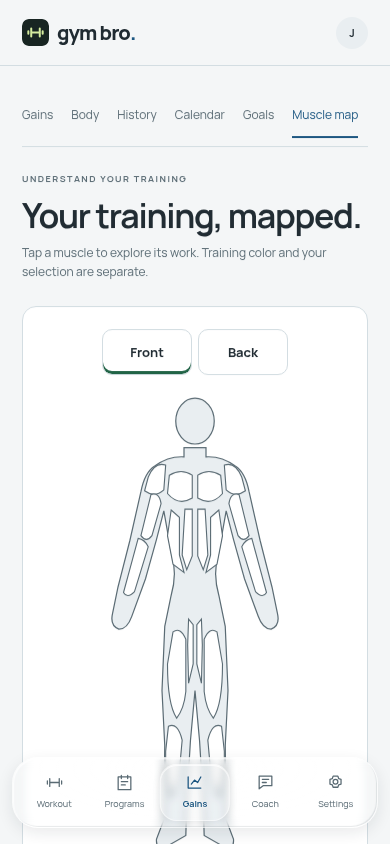 gym bro.
J
Gains Body History Calendar Goals Muscle map
UNDERSTAND YOUR TRAINING
Your training, mapped.
Tap a muscle to explore its work. Training color and your
selection are separate.
Front Back
Workout Programs Gains Coach Settings